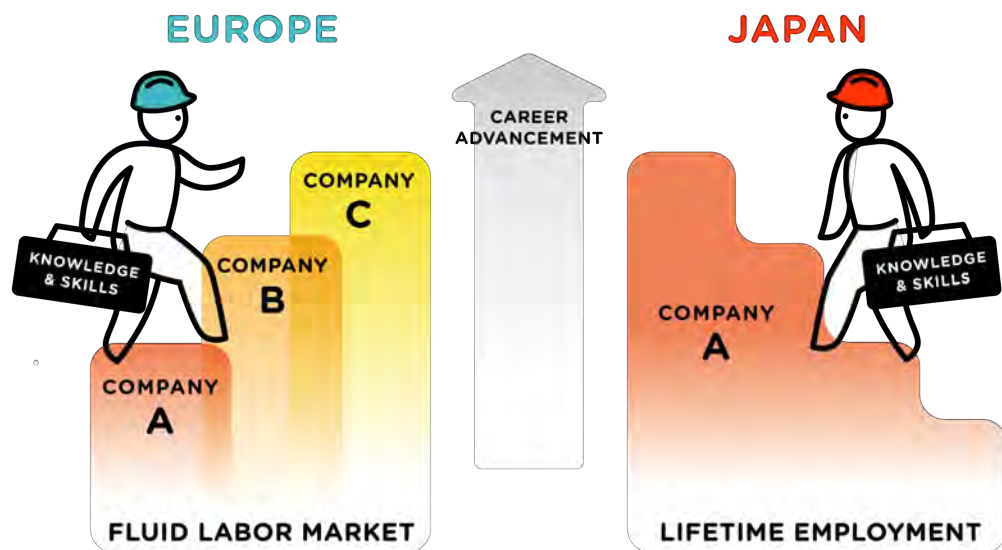 EUROPE
KNOWLEDGE
& SKILLS
COMPANY
A
COMPANY
B
COMPANY
C
FLUID LABOR MARKET
CAREER
ADVANCEMENT
JAPAN
COMPANY
A
KNOWLEDGE
& SKILLS
LIFETIME EMPLOYMENT